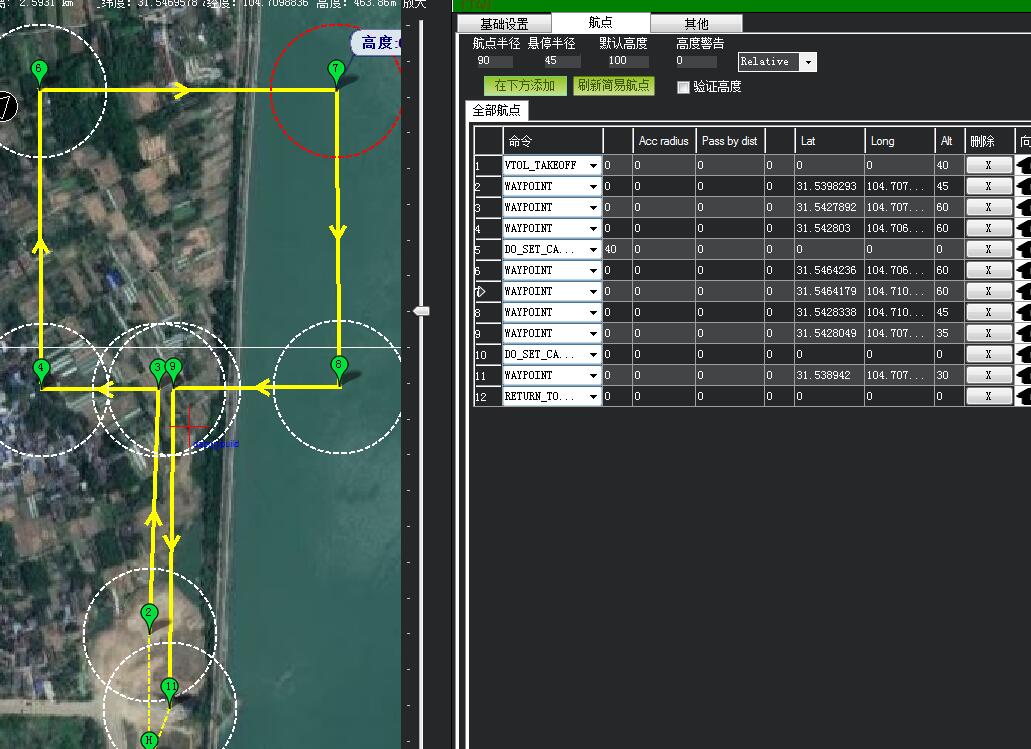 2.5931 km 纬度: 31.5469578 经度: 104.7098836 高度: 463.86m 放大
高度:
6
7
4
3
9
8
2
11
H
基础设置 航点 其他
航点半径 悬停半径 默认高度 高度警告
90 45 100 0 Relative
在下方添加 刷新简易航点 验证高度
全部航点
命令 Acc radius Pass by dist Lat Long Alt 删除 向
1 VTOL_TAKEOFF 0 0 0 0 0 0 40 X
2 WAYPOINT 0 0 0 0 31.5398293 104.707... 45 X
3 WAYPOINT 0 0 0 0 31.5427892 104.707... 60 X
4 WAYPOINT 0 0 0 0 31.542803 104.706... 60 X
5 DO_SET_CA... 40 0 0 0 0 0 0 X
6 WAYPOINT 0 0 0 0 31.5464236 104.706... 60 X
7 WAYPOINT 0 0 0 0 31.5464179 104.710... 60 X
8 WAYPOINT 0 0 0 0 31.5428338 104.710... 45 X
9 WAYPOINT 0 0 0 0 31.5428049 104.707... 35 X
10 DO_SET_CA... 0 0 0 0 0 0 0 X
11 WAYPOINT 0 0 0 0 31.538942 104.707... 30 X
12 RETURN_TO... 0 0 0 0 0 0 0 X